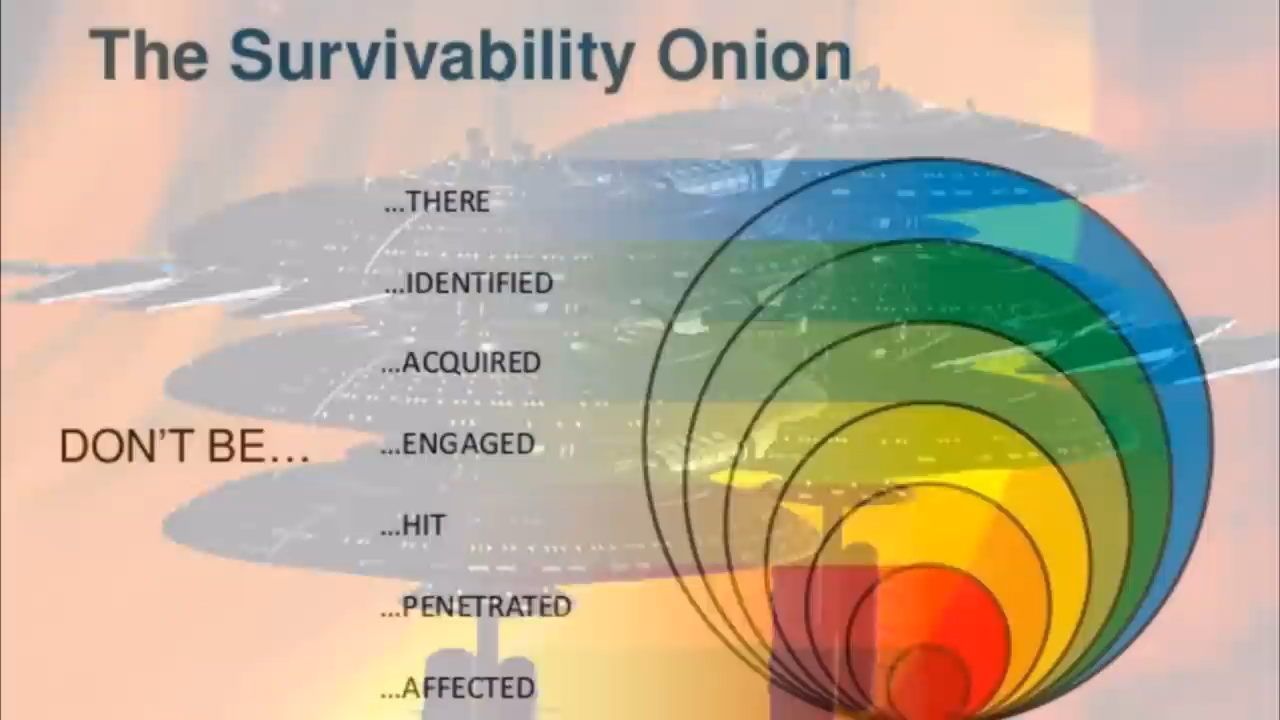 The Survivability Onion
...THERE
...IDENTIFIED
...ACQUIRED
DON'T BE...
...ENGAGED
...HIT
...PENETRATED
...AFFECTED